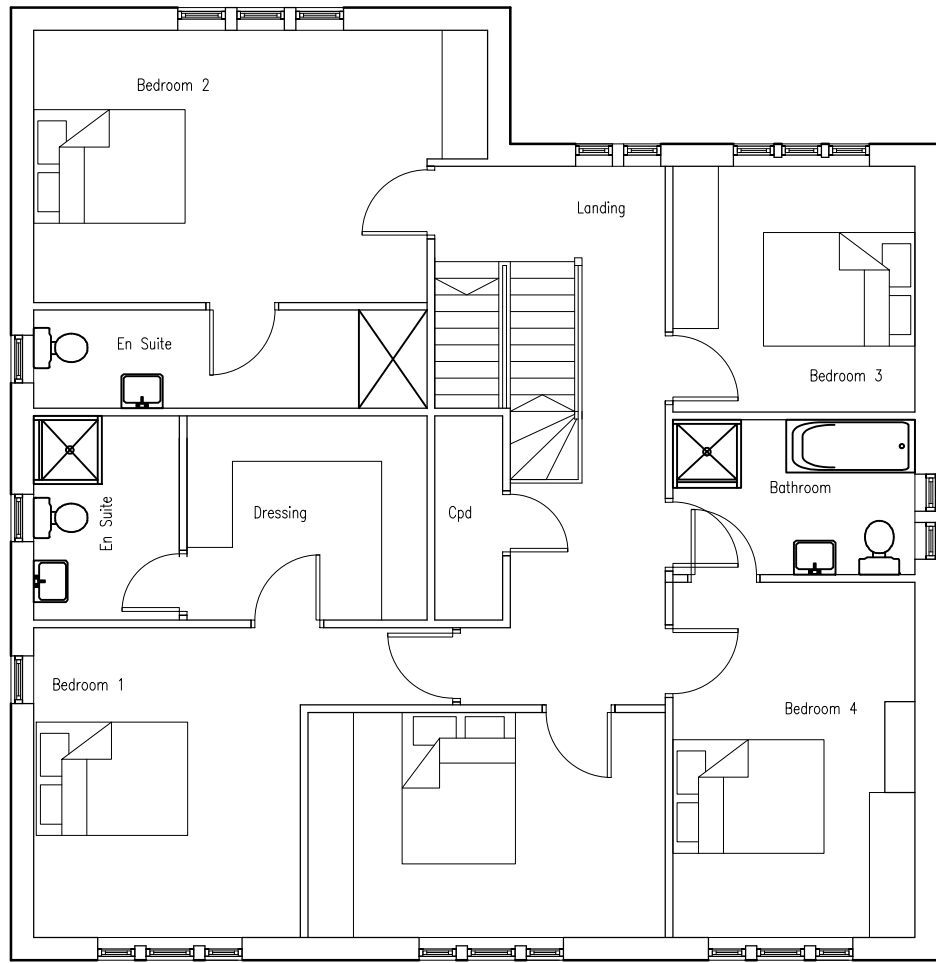 Bedroom 2
Landing
En Suite
Bedroom 3
Bathroom
En Suite
Dressing
Cpd
Bedroom 1
Bedroom 4